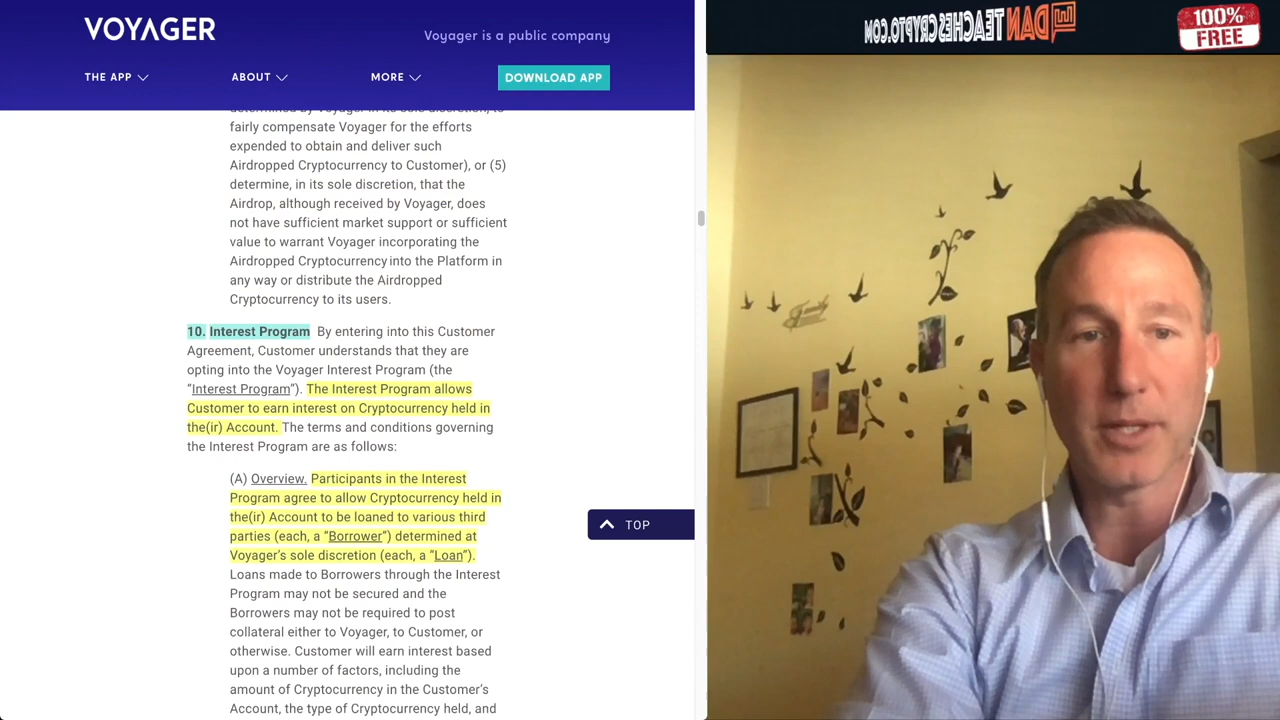 VOYAGER
Voyager is a public company
THE APP
ABOUT
MORE
DOWNLOAD APP
determined by Voyager in its sole discretion, to
fairly compensate Voyager for the efforts
expended to obtain and deliver such
Airdropped Cryptocurrency to Customer), or (5)
determine, in its sole discretion, that the
Airdrop, although received by Voyager, does
not have sufficient market support or sufficient
value to warrant Voyager incorporating the
Airdropped Cryptocurrency into the Platform in
any way or distribute the Airdropped
Cryptocurrency to its users.
10. Interest Program By entering into this Customer
Agreement, Customer understands that they are
opting into the Voyager Interest Program (the
“Interest Program”). The Interest Program allows
Customer to earn interest on Cryptocurrency held in
the(ir) Account. The terms and conditions governing
the Interest Program are as follows:
(A) Overview. Participants in the Interest
Program agree to allow Cryptocurrency held in
the(ir) Account to be loaned to various third
parties (each, a “Borrower”) determined at
Voyager’s sole discretion (each, a “Loan”).
Loans made to Borrowers through the Interest
Program may not be secured and the
Borrowers may not be required to post
collateral either to Voyager, to Customer, or
otherwise. Customer will earn interest based
upon a number of factors, including the
amount of Cryptocurrency in the Customer’s
Account, the type of Cryptocurrency held, and
TOP
DANTEACHESCRYPTO.COM
100%
FREE